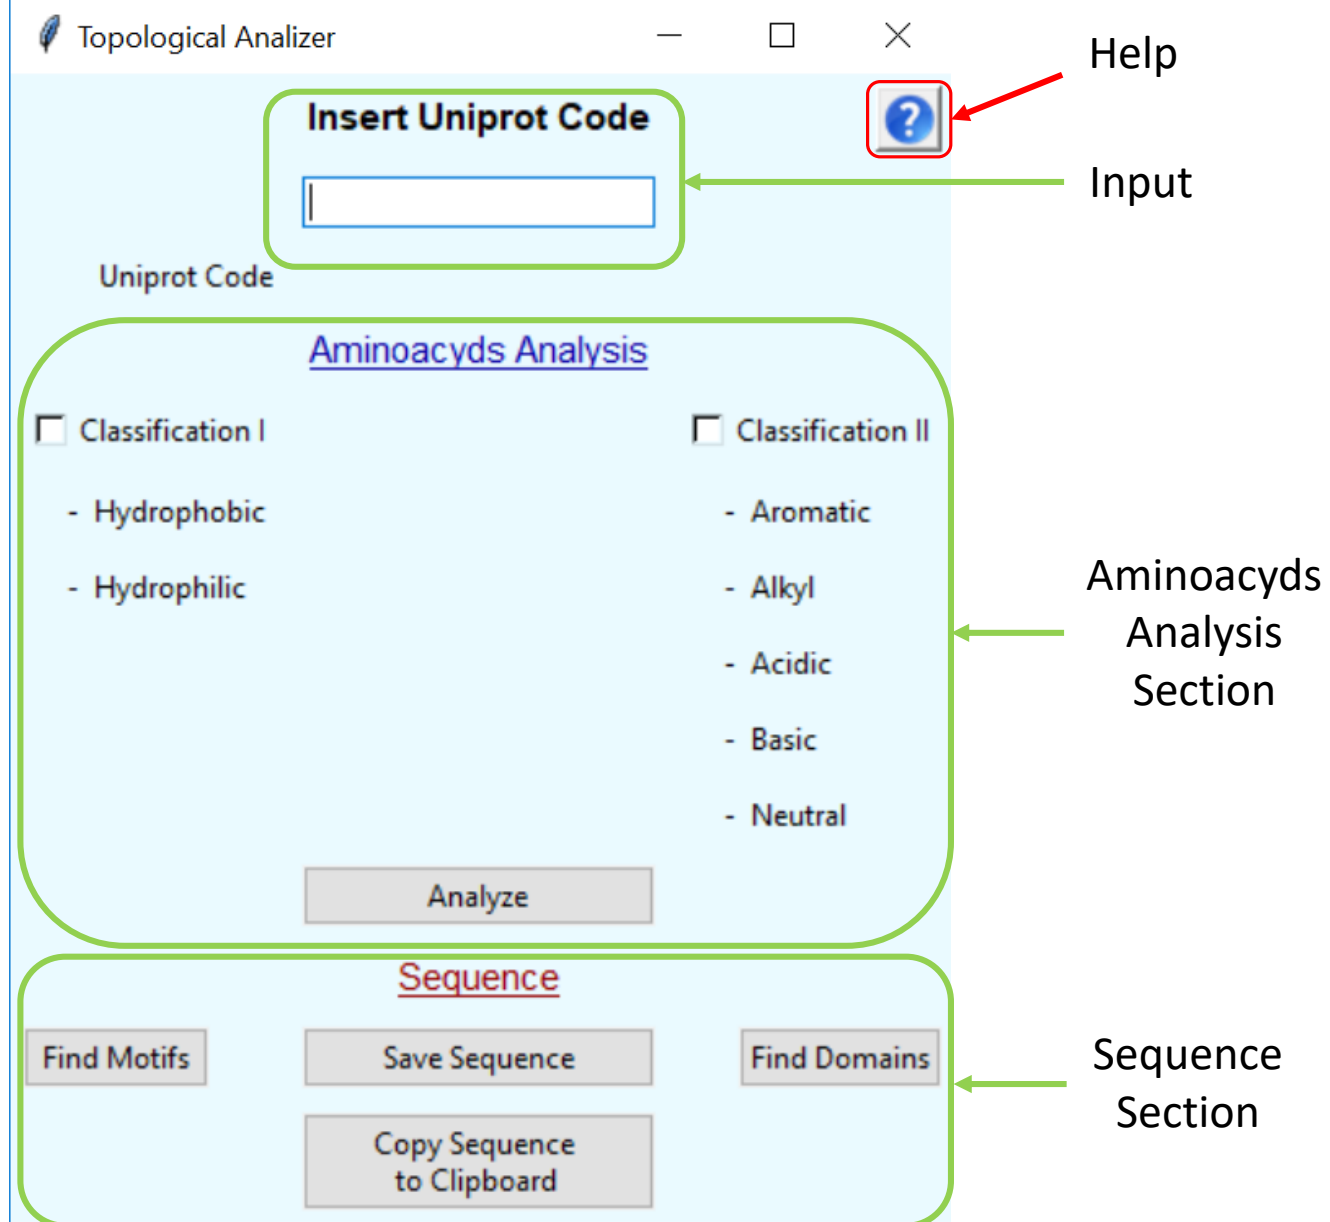 Topological Analizer
Help
Insert Uniprot Code
?
Input
Uniprot Code
Aminoacyds Analysis
Classification I
Classification II
- Hydrophobic
- Aromatic
- Hydrophilic
- Alkyl
Aminoacyds
Analysis
Section
- Acidic
- Basic
- Neutral
Analyze
Sequence
Find Motifs
Save Sequence
Find Domains
Sequence
Section
Copy Sequence
to Clipboard